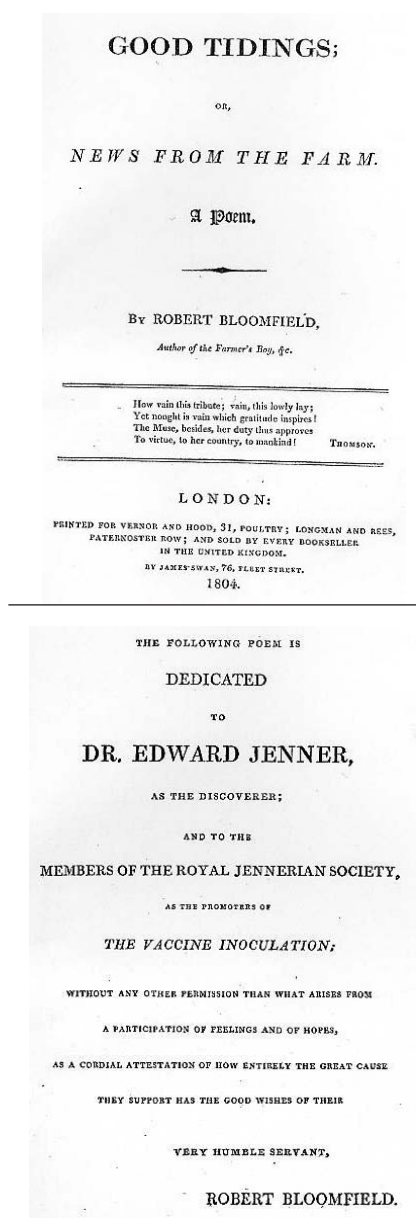 GOOD TIDINGS;
OR,
NEWS FROM THE FARM.
A Poem.
BY ROBERT BLOOMFIELD,
Author of the Farmer's Boy, &c.
How vain this tribute; vain, this lowly lay;
Yet nought is vain which gratitude inspires!
The Muse, besides, her duty thus approves
To virtue, to her country, to mankind! THOMSON.
LONDON:
PRINTED FOR VERNOR AND HOOD, 31, POULTRY; LONGMAN AND REES,
PATERNOSTER ROW; AND SOLD BY EVERY BOOKSELLER
IN THE UNITED KINGDOM.
BY JAMES SWAN, 76, FLEET STREET.
1804.
THE FOLLOWING POEM IS
DEDICATED
TO
DR. EDWARD JENNER,
AS THE DISCOVERER;
AND TO THE
MEMBERS OF THE ROYAL JENNERIAN SOCIETY,
AS THE PROMOTERS OF
THE VACCINE INOCULATION;
WITHOUT ANY OTHER PERMISSION THAN WHAT ARISES FROM
A PARTICIPATION OF FEELINGS AND OF HOPES,
AS A CORDIAL ATTESTATION OF HOW ENTIRELY THE GREAT CAUSE
THEY SUPPORT HAS THE GOOD WISHES OF THEIR
VERY HUMBLE SERVANT,
ROBERT BLOOMFIELD.